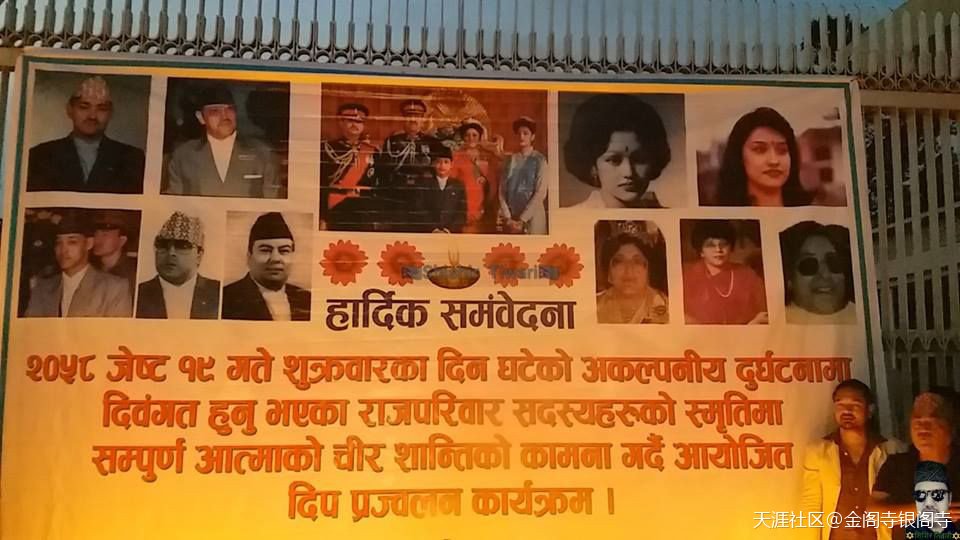 हार्दिक समंवेदना
२०५८ जेष्ट १९ गते शुक्रवारका दिन घटेको अकल्पनीय दुर्घटनामा
दिवंगत हुनु भएका राजपरिवार सदस्यहरुको स्मृतिमा
सम्पुर्ण आत्माको चीर शान्तिको कामना गर्दै आयोजित
दिप प्रज्वलन कार्यक्रम ।
天涯社区@金阁寺银阁寺